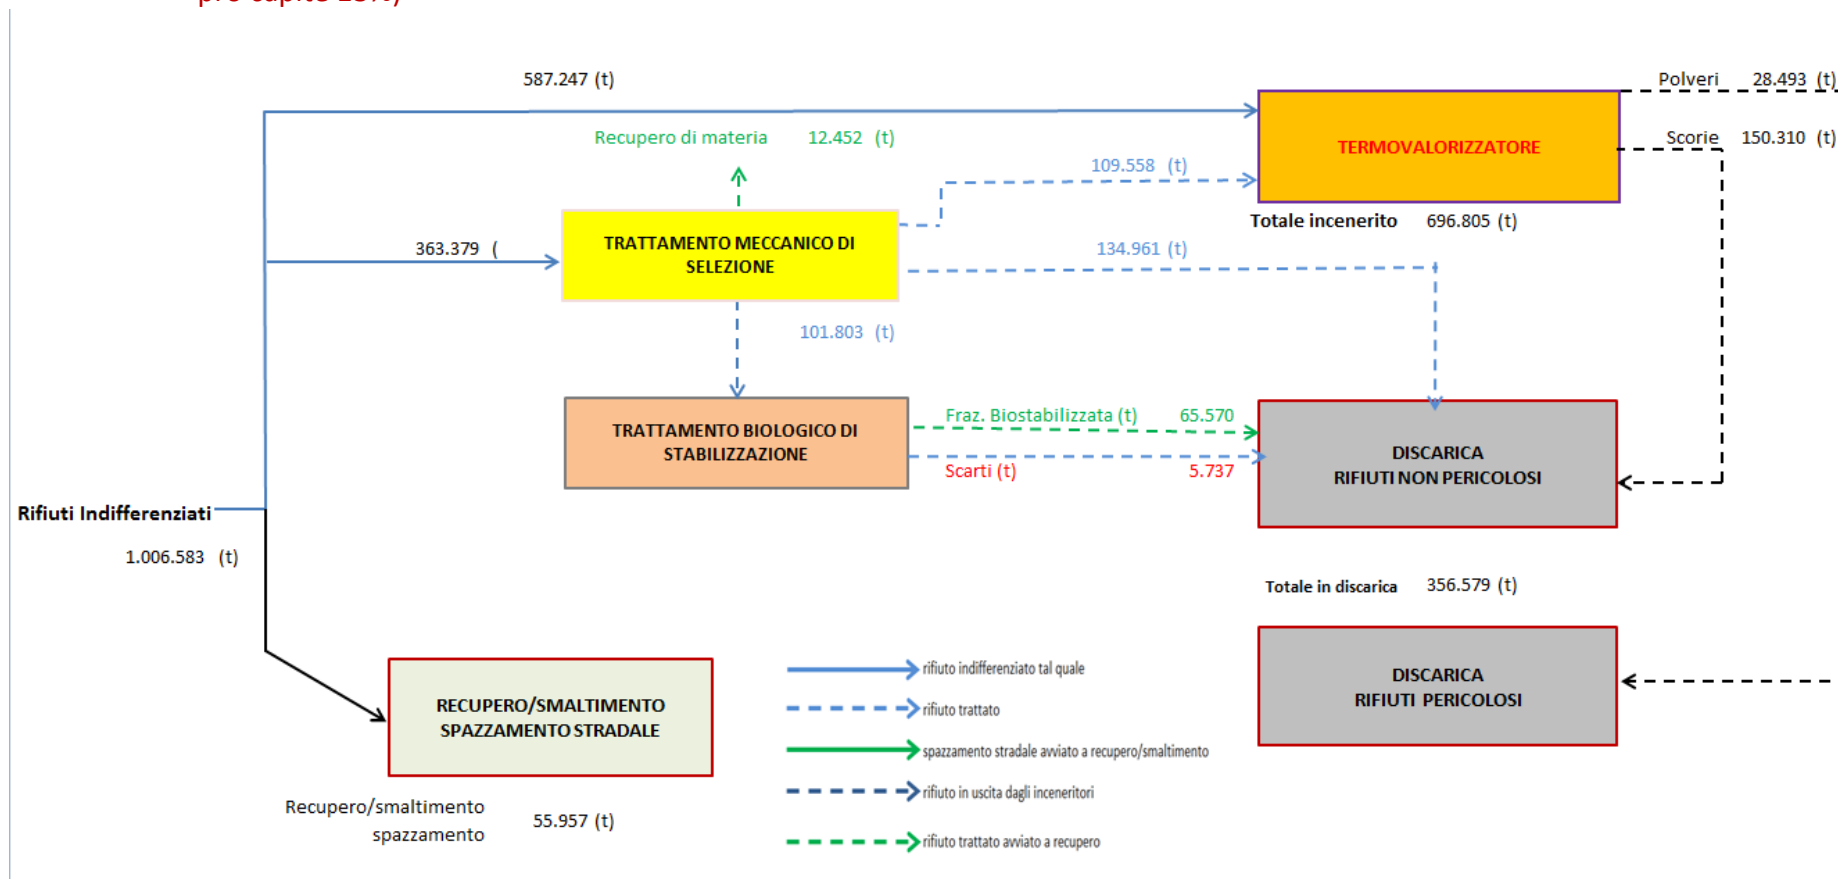 pro capite
587.247 (t)
Polveri 28.493 (t)
Recupero di materia 12.452 (t)
TERMOVALORIZZATORE
Scorie 150.310 (t)
109.558 (t)
Totale incenerito 696.805 (t)
363.379 (
TRATTAMENTO MECCANICO DI
SELEZIONE
134.961 (t)
101.803 (t)
TRATTAMENTO BIOLOGICO DI
STABILIZZAZIONE
Fraz. Biostabilizzata (t) 65.570
Scarti (t) 5.737
DISCARICA
RIFIUTI NON PERICOLOSI
Rifiuti Indifferenziati
1.006.583 (t)
Totale in discarica 356.579 (t)
RECUPERO/SMALTIMENTO
SPAZZAMENTO STRADALE
DISCARICA
RIFIUTI PERICOLOSI
rifiuto indifferenziato tal quale
rifiuto trattato
spazzamento stradale avviato a recupero/smaltimento
rifiuto in uscita dagli inceneritori
rifiuto trattato avviato a recupero
Recupero/smaltimento
spazzamento
55.957 (t)